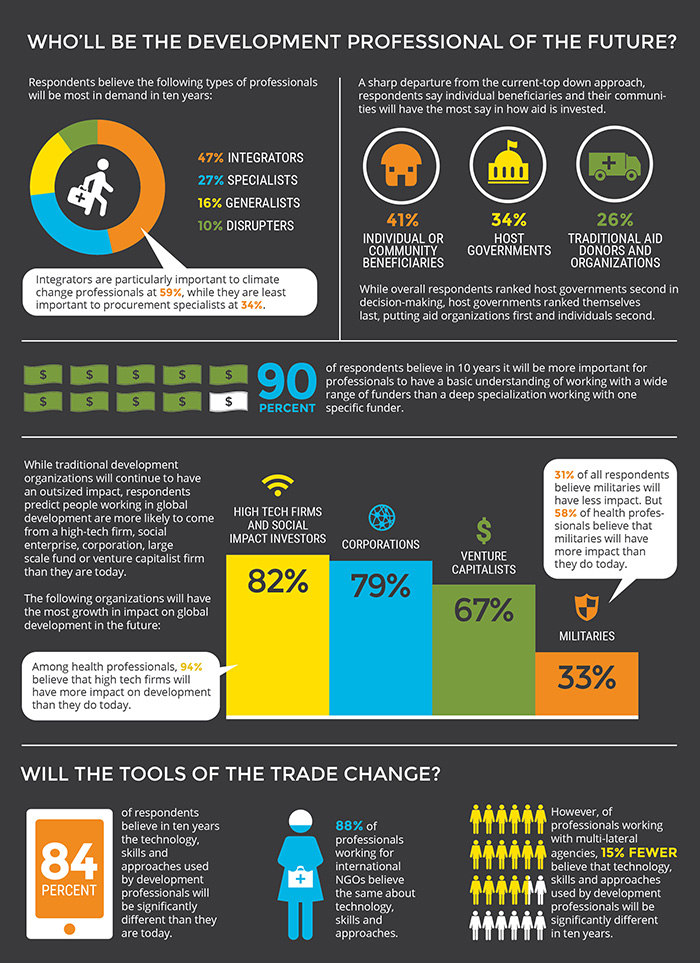 WHO'LL BE THE DEVELOPMENT PROFESSIONAL OF THE FUTURE?
Respondents believe the following types of professionals
will be most in demand in ten years:
47% INTEGRATORS
27% SPECIALISTS
16% GENERALISTS
10% DISRUPTERS
Integrators are particularly important to climate
change professionals at 59%, while they are least
important to procurement specialists at 34%.
A sharp departure from the current-top down approach,
respondents say individual beneficiaries and their communi-
ties will have the most say in how aid is invested.
41%
INDIVIDUAL OR
COMMUNITY
BENEFICIARIES
34%
HOST
GOVERNMENTS
26%
TRADITIONAL AID
DONORS AND
ORGANIZATIONS
While overall respondents ranked host governments second in
decision-making, host governments ranked themselves
last, putting aid organizations first and individuals second.
$ $ $ $ $
$ $ $ $ $
90
PERCENT
of respondents believe in 10 years it will be more important for
professionals to have a basic understanding of working with a wide
range of funders than a deep specialization working with one
specific funder.
While traditional development
organizations will continue to have
an outsized impact, respondents
predict people working in global
development are more likely to come
from a high-tech firm, social
enterprise, corporation, large
scale fund or venture capitalist firm
than they are today.
The following organizations will have
the most growth in impact on global
development in the future:
Among health professionals, 94%
believe that high tech firms will
have more impact on development
than they do today.
HIGH TECH FIRMS
AND SOCIAL
IMPACT INVESTORS
82%
CORPORATIONS
79%
$
VENTURE
CAPITALISTS
67%
MILITARIES
33%
31% of all respondents
believe militaries will
have less impact. But
58% of health profes-
sionals believe that
militaries will have
more impact than
they do today.
WILL THE TOOLS OF THE TRADE CHANGE?
84
PERCENT
of respondents
believe in ten years
the technology,
skills and
approaches used
by development
professionals will
be significantly
different than they
are today.
88% of
professionals
working for
international
NGOs believe
the same about
technology,
skills and
approaches.
However, of
professionals working
with multi-lateral
agencies, 15% FEWER
believe that technology,
skills and approaches
used by development
professionals will be
significantly different
in ten years.